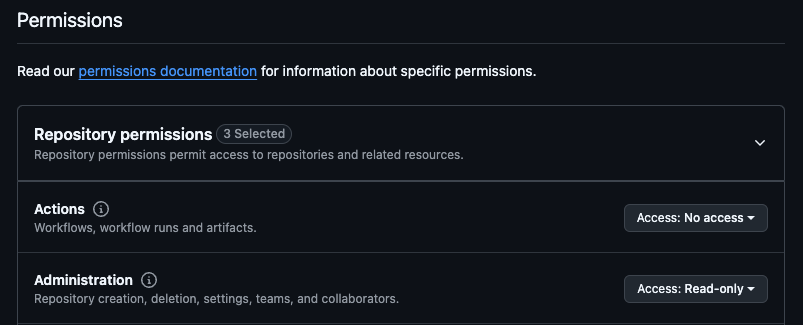 Permissions
Read our permissions documentation for information about specific permissions.
Repository permissions 3 Selected
Repository permissions permit access to repositories and related resources.
Actions
Workflows, workflow runs and artifacts.
Access: No access
Administration
Repository creation, deletion, settings, teams, and collaborators.
Access: Read-only